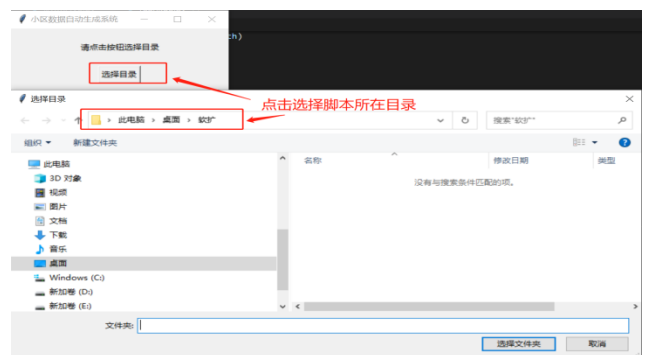 小区数据自动生成系统
请点击按钮选择目录
选择目录
ch)
选择目录
点击选择脚本所在目录
此电脑 › 桌面 › 软扩
搜索"软扩"
组织 新建文件夹
名称 修改日期 类型
没有与搜索条件匹配的项。
此电脑
3D 对象
视频
图片
文档
下载
音乐
桌面
Windows (C:)
新加卷 (D:)
新加卷 (E:)
文件夹:
选择文件夹 取消